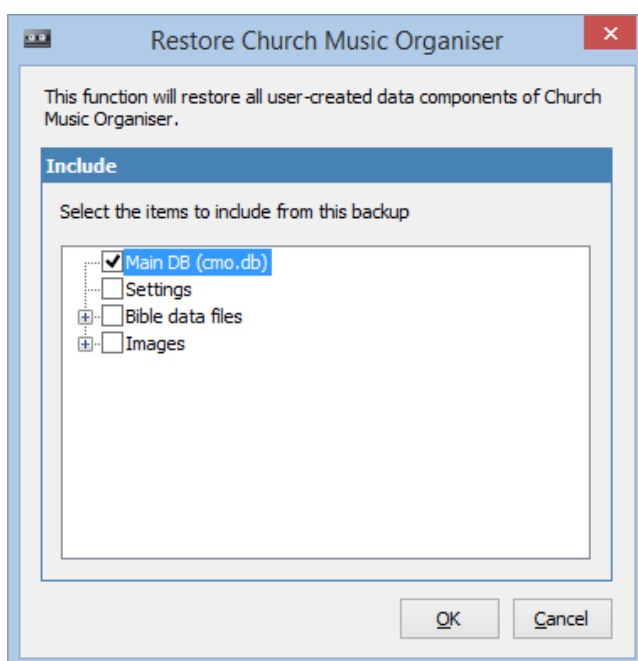 Restore Church Music Organiser
This function will restore all user-created data components of Church
Music Organiser.
Include
Select the items to include from this backup
Main DB (cmo.db)
Settings
Bible data files
Images
OK
Cancel